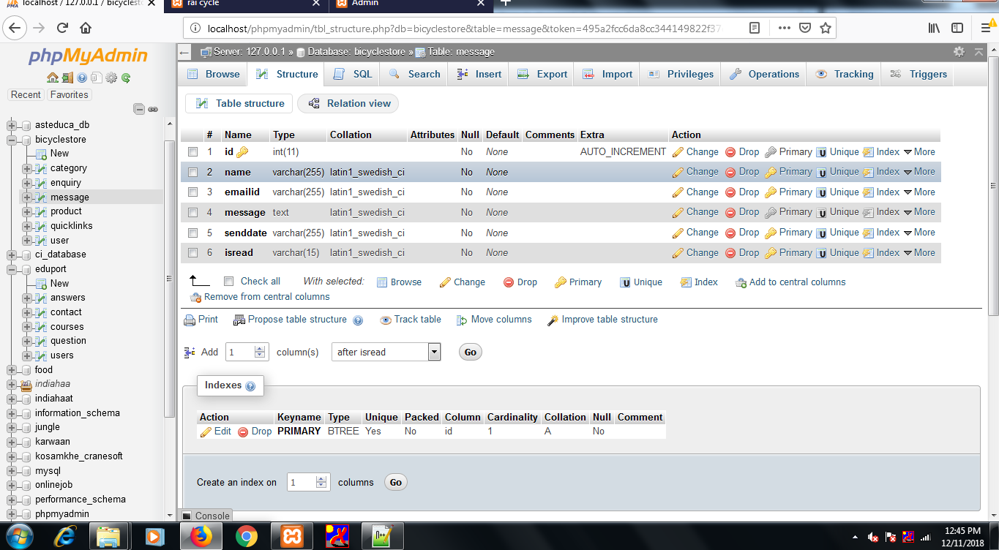 localhost / 127.0.0.1 / bicyclesto
rai cycle
Admin
localhost/phpmyadmin/tbl_structure.php?db=bicyclestore&table=message&token=495a2fcc6da8cc344149822f37
phpMyAdmin
Recent Favorites
asteduca_db
bicyclestore
New
category
enquiry
message
product
quicklinks
user
ci_database
eduport
New
answers
contact
courses
question
users
food
indiahaa
indiahaat
information_schema
jungle
karwaan
kosamkhe_cranesoft
mysql
onlinejob
performance_schema
phpmyadmin
Server: 127.0.0.1 » Database: bicyclestore » Table: message
Browse Structure SQL Search Insert Export Import Privileges Operations Tracking Triggers
Table structure Relation view
# Name Type Collation Attributes Null Default Comments Extra Action
1 id int(11) No None AUTO_INCREMENT Change Drop Primary Unique Index More
2 name varchar(255) latin1_swedish_ci No None Change Drop Primary Unique Index More
3 emailid varchar(255) latin1_swedish_ci No None Change Drop Primary Unique Index More
4 message text latin1_swedish_ci No None Change Drop Primary Unique Index More
5 senddate varchar(255) latin1_swedish_ci No None Change Drop Primary Unique Index More
6 isread varchar(15) latin1_swedish_ci No None Change Drop Primary Unique Index More
Check all With selected: Browse Change Drop Primary Unique Index Add to central columns
Remove from central columns
Print Propose table structure Track table Move columns Improve table structure
Add 1 column(s) after isread Go
Indexes
Action Keyname Type Unique Packed Column Cardinality Collation Null Comment
Edit Drop PRIMARY BTREE Yes No id 1 A No
Create an index on 1 columns Go
Console
12:45 PM
12/11/2018